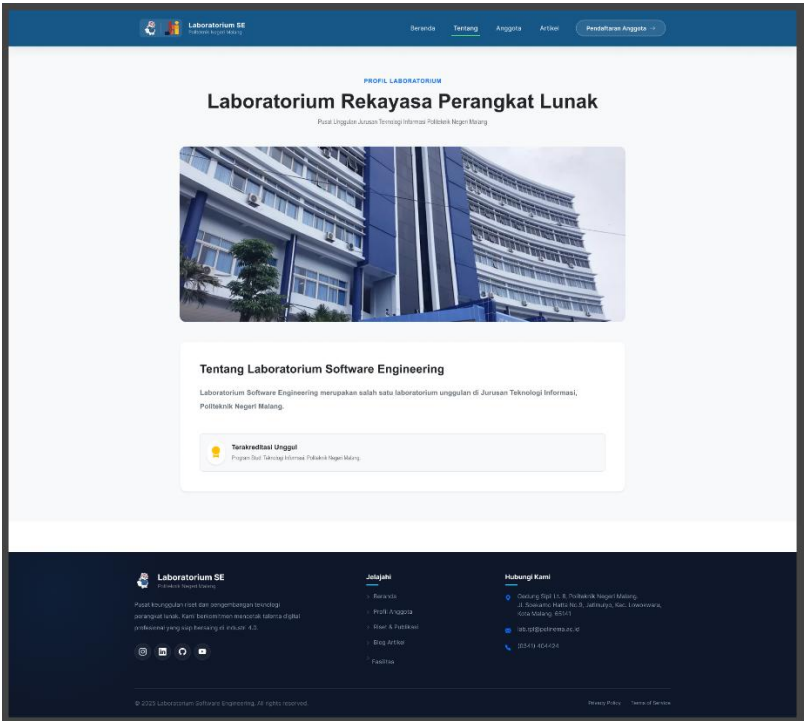 Laboratorium SE
Politeknik Negeri Malang
Beranda
Tentang
Anggota
Artikel
Pendaftaran Anggota →
PROFIL LABORATORIUM
Laboratorium Rekayasa Perangkat Lunak
Pusat Unggulan Jurusan Teknologi Informasi Politeknik Negeri Malang
Tentang Laboratorium Software Engineering
Laboratorium Software Engineering merupakan salah satu laboratorium unggulan di Jurusan Teknologi Informasi,
Politeknik Negeri Malang.
Terakreditasi Unggul
Program Studi Teknologi Informasi Politeknik Negeri Malang.
Laboratorium SE
Politeknik Negeri Malang
Pusat keunggulan riset dan pengembangan teknologi
perangkat lunak. Kami berkomitmen mencetak talenta digital
profesional yang siap bersaing di industri 4.0.
Jelajahi
› Beranda
› Profil Anggota
› Riset & Publikasi
› Blog Artikel
› Fasilitas
Hubungi Kami
Gedung Sipil Lt. 8, Politeknik Negeri Malang.
Jl. Soekarno Hatta No.9, Jatimulyo, Kec. Lowokwaru,
Kota Malang, 65141
lab.rpl@polinema.ac.id
(0341) 404424
© 2025 Laboratorium Software Engineering. All rights reserved.
Privacy Policy
Terms of Service